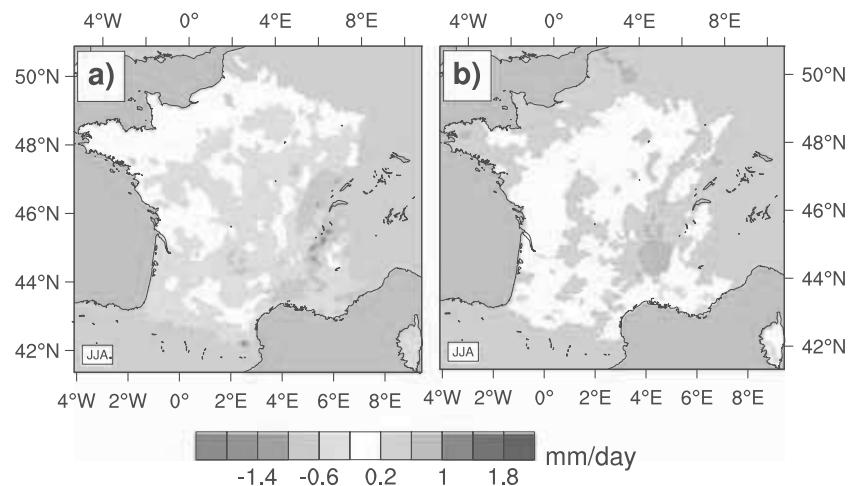 4°W 0° 4°E 8°E 4°W 0° 4°E 8°E
a) b)
50°N 50°N
48°N 48°N
46°N 46°N
44°N 44°N
42°N 42°N
JJA JJA
4°W 2°W 0° 2°E 4°E 6°E 8°E 4°W 2°W 0° 2°E 4°E 6°E 8°E
mm/day
-1.4 -0.6 0.2 1 1.8